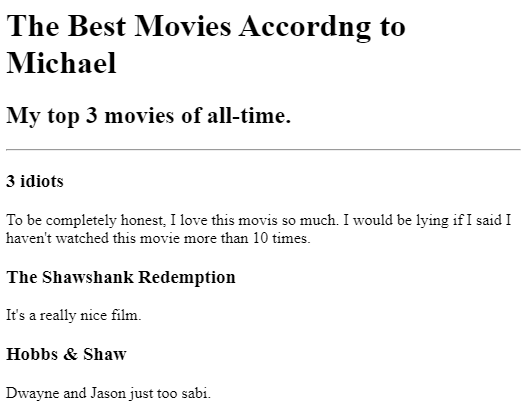 The Best Movies Accordng to
Michael
My top 3 movies of all-time.
3 idiots
To be completely honest, I love this movis so much. I would be lying if I said I
haven't watched this movie more than 10 times.
The Shawshank Redemption
It's a really nice film.
Hobbs & Shaw
Dwayne and Jason just too sabi.